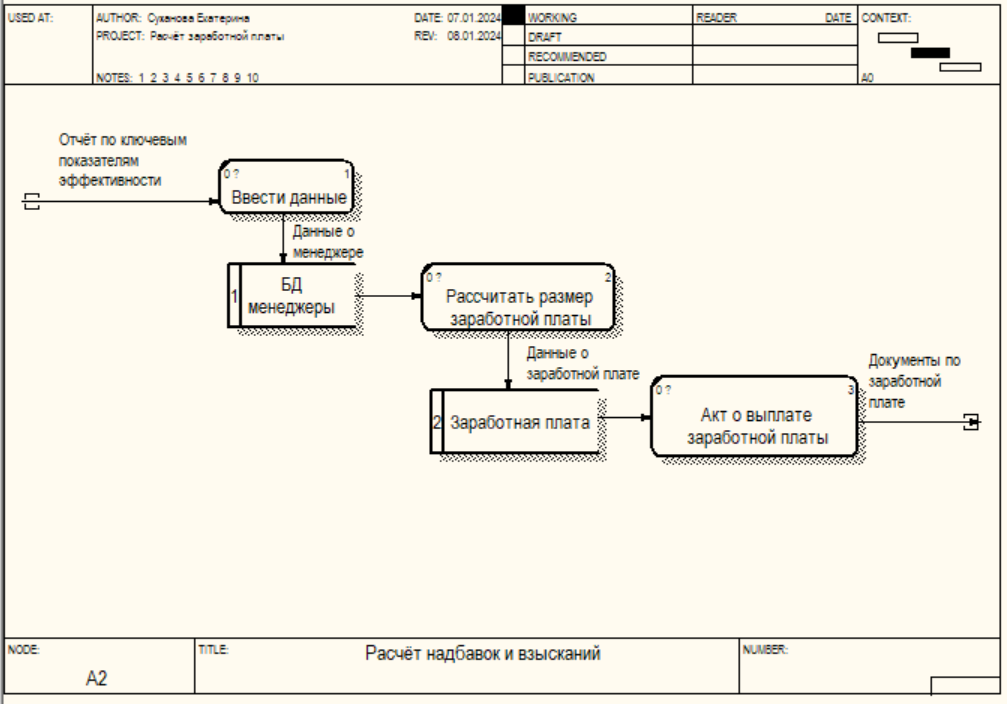 USED AT:
AUTHOR: Суханова Екатерина
DATE: 07.01.2024
WORKING
READER
DATE
CONTEXT:
PROJECT: Расчёт заработной платы
REV: 08.01.2024
DRAFT
RECOMMENDED
NOTES: 1 2 3 4 5 6 7 8 9 10
PUBLICATION
A0
Отчёт по ключевым
показателям
эффективности
0 ?
1
Ввести данные
Данные о
менеджере
1
БД
менеджеры
0 ?
2
Рассчитать размер
заработной платы
Данные о
заработной плате
2
Заработная плата
0 ?
3
Акт о выплате
заработной платы
Документы по
заработной
плате
NODE:
A2
TITLE:
Расчёт надбавок и взысканий
NUMBER: